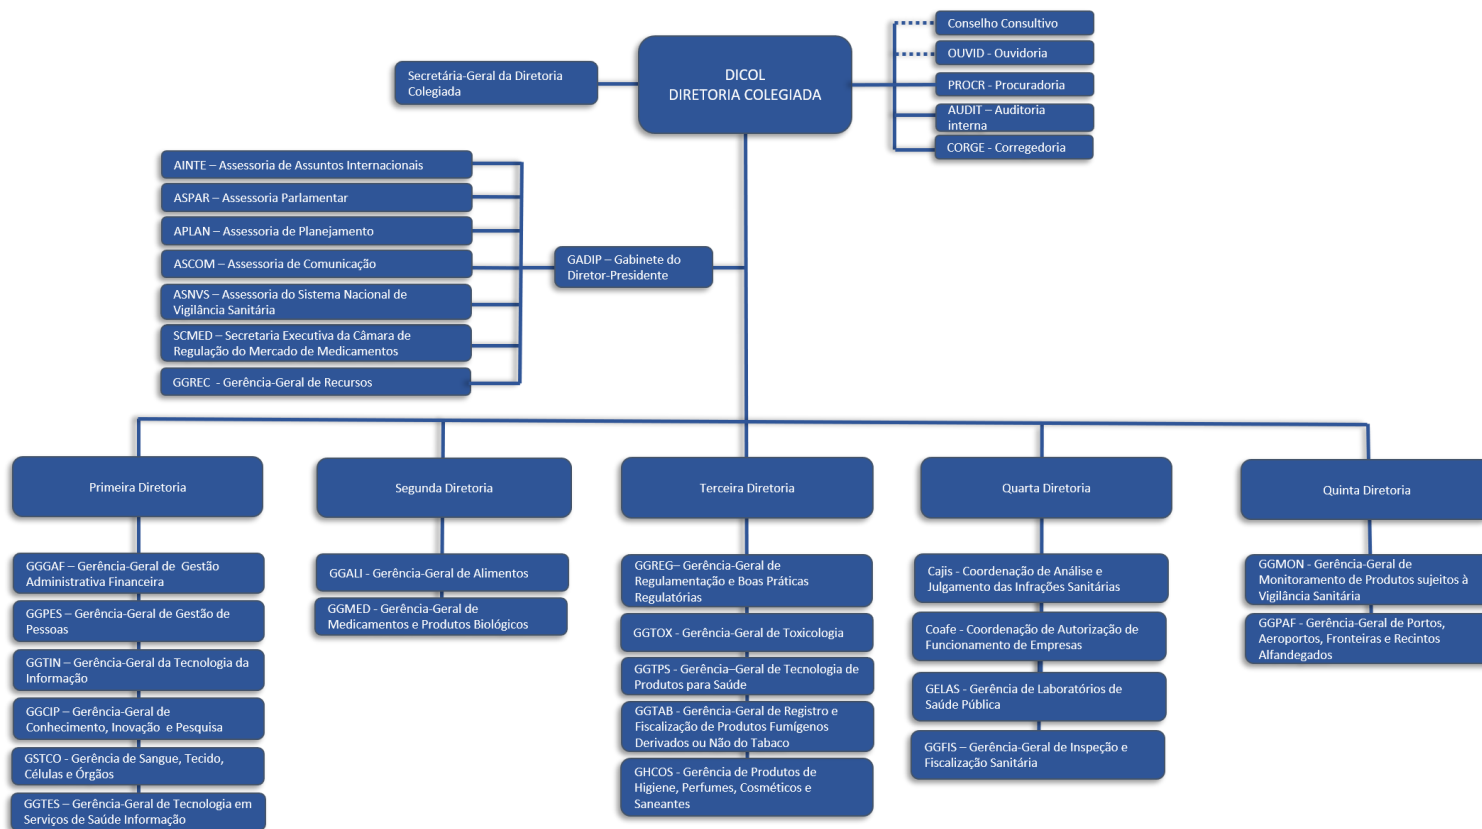 Conselho Consultivo
OUVID - Ouvidoria
DICOL
DIRETORIA COLEGIADA
Secretária-Geral da Diretoria
Colegiada
PROCR - Procuradoria
AUDIT – Auditoria
interna
CORGE - Corregedoria
AINTE – Assessoria de Assuntos Internacionais
ASPAR – Assessoria Parlamentar
APLAN – Assessoria de Planejamento
ASCOM – Assessoria de Comunicação
ASNVS – Assessoria do Sistema Nacional de
Vigilância Sanitária
SCMED – Secretaria Executiva da Câmara de
Regulação do Mercado de Medicamentos
GGREC - Gerência-Geral de Recursos
GADIP – Gabinete do
Diretor-Presidente
Primeira Diretoria
Segunda Diretoria
Terceira Diretoria
Quarta Diretoria
Quinta Diretoria
GGGAF – Gerência-Geral de Gestão
Administrativa Financeira
GGPES – Gerência-Geral de Gestão de
Pessoas
GGTIN – Gerência-Geral da Tecnologia da
Informação
GGCIP – Gerência-Geral de
Conhecimento, Inovação e Pesquisa
GSTCO - Gerência de Sangue, Tecido,
Células e Órgãos
GGTES – Gerência-Geral de Tecnologia em
Serviços de Saúde Informação
GGALI - Gerência-Geral de Alimentos
GGMED - Gerência-Geral de
Medicamentos e Produtos Biológicos
GGREG– Gerência-Geral de
Regulamentação e Boas Práticas
Regulatórias
GGTOX - Gerência-Geral de Toxicologia
GGTPS - Gerência–Geral de Tecnologia de
Produtos para Saúde
GGTAB - Gerência-Geral de Registro e
Fiscalização de Produtos Fumígenos
Derivados ou Não do Tabaco
GHCOS - Gerência de Produtos de
Higiene, Perfumes, Cosméticos e
Saneantes
Cajis - Coordenação de Análise e
Julgamento das Infrações Sanitárias
Coafe - Coordenação de Autorização de
Funcionamento de Empresas
GELAS - Gerência de Laboratórios de
Saúde Pública
GGFIS – Gerência-Geral de Inspeção e
Fiscalização Sanitária
GGMON - Gerência-Geral de
Monitoramento de Produtos sujeitos à
Vigilância Sanitária
GGPAF - Gerência-Geral de Portos,
Aeroportos, Fronteiras e Recintos
Alfandegados